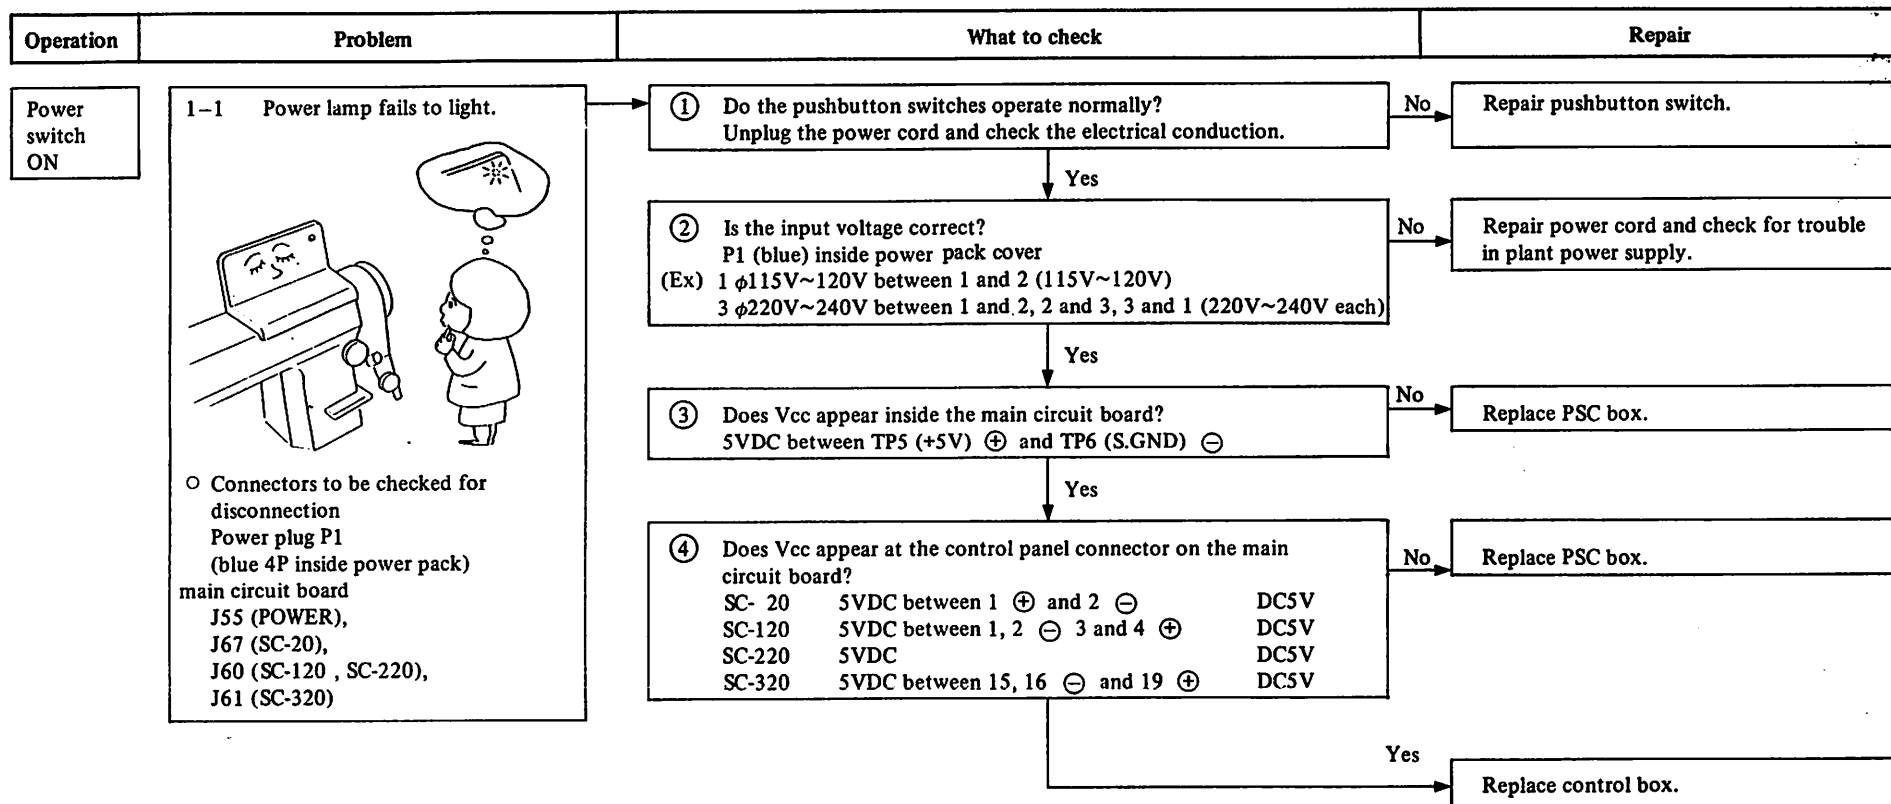 Operation
Problem
What to check
Repair
Power
switch
ON
1-1 Power lamp fails to light.
○ Connectors to be checked for
disconnection
Power plug P1
(blue 4P inside power pack)
main circuit board
J55 (POWER),
J67 (SC-20),
J60 (SC-120 , SC-220),
J61 (SC-320)
① Do the pushbutton switches operate normally?
Unplug the power cord and check the electrical conduction.
No
Repair pushbutton switch.
Yes
② Is the input voltage correct?
P1 (blue) inside power pack cover
(Ex) 1 ϕ115V~120V between 1 and 2 (115V~120V)
3 ϕ220V~240V between 1 and 2, 2 and 3, 3 and 1 (220V~240V each)
No
Repair power cord and check for trouble
in plant power supply.
Yes
③ Does Vcc appear inside the main circuit board?
5VDC between TP5 (+5V) ⊕ and TP6 (S.GND) ⊖
No
Replace PSC box.
Yes
④ Does Vcc appear at the control panel connector on the main
circuit board?
SC- 20 5VDC between 1 ⊕ and 2 ⊖ DC5V
SC-120 5VDC between 1, 2 ⊖ 3 and 4 ⊕ DC5V
SC-220 5VDC DC5V
SC-320 5VDC between 15, 16 ⊖ and 19 ⊕ DC5V
No
Replace PSC box.
Yes
Replace control box.